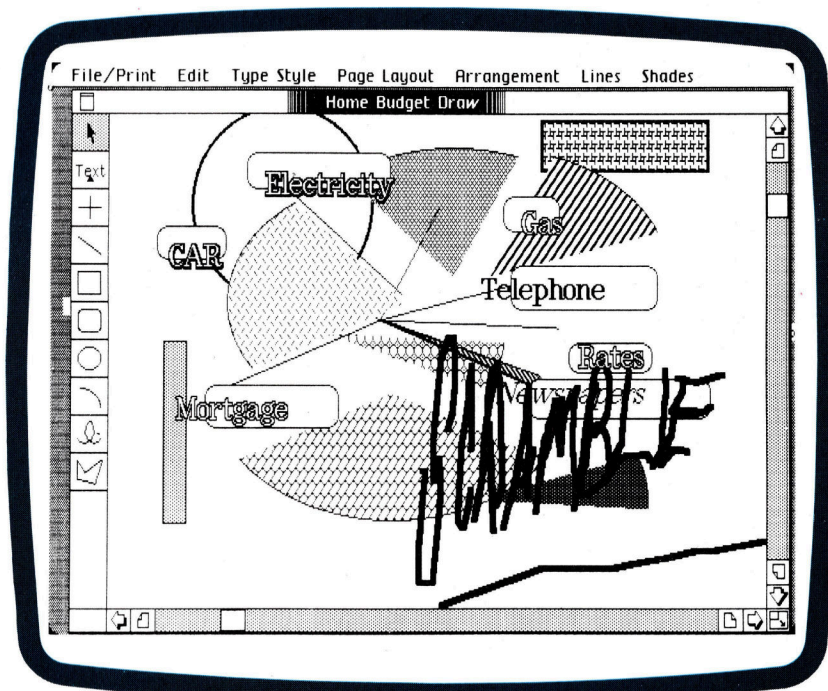 File/Print Edit Type Style Page Layout Arrangement Lines Shades
Home Budget Draw
Text
Electricity
Gas
CAR
Telephone
Rates
Newspapers
Mortgage